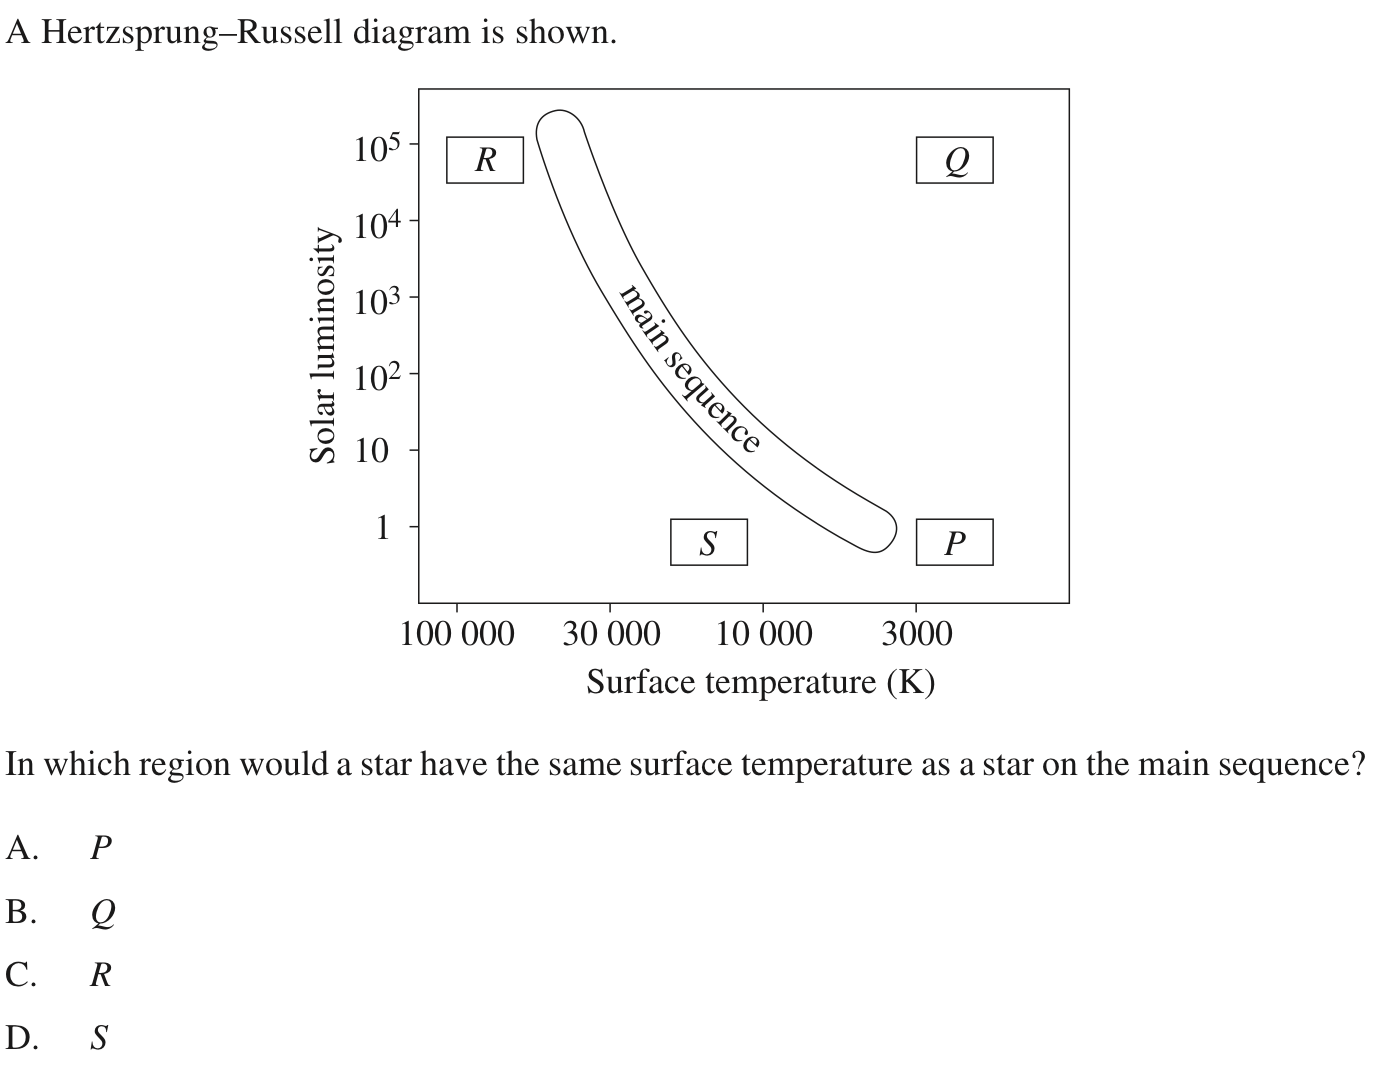 A Hertzsprung–Russell diagram is shown.
Solar luminosity
10⁵
10⁴
10³
10²
10
1
R
Q
main sequence
S
P
100 000 30 000 10 000 3000
Surface temperature (K)
In which region would a star have the same surface temperature as a star on the main sequence?
A. P
B. Q
C. R
D. S